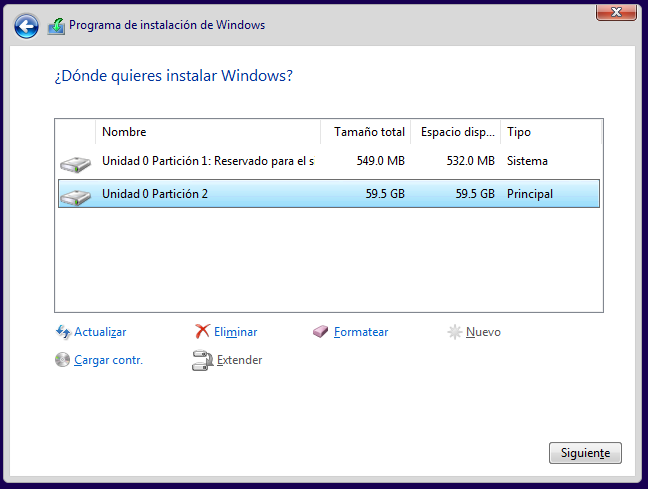 Programa de instalación de Windows
¿Dónde quieres instalar Windows?
Nombre Tamaño total Espacio disp... Tipo
Unidad 0 Partición 1: Reservado para el s 549.0 MB 532.0 MB Sistema
Unidad 0 Partición 2 59.5 GB 59.5 GB Principal
Actualizar Eliminar Formatear Nuevo
Cargar contr. Extender
Siguiente